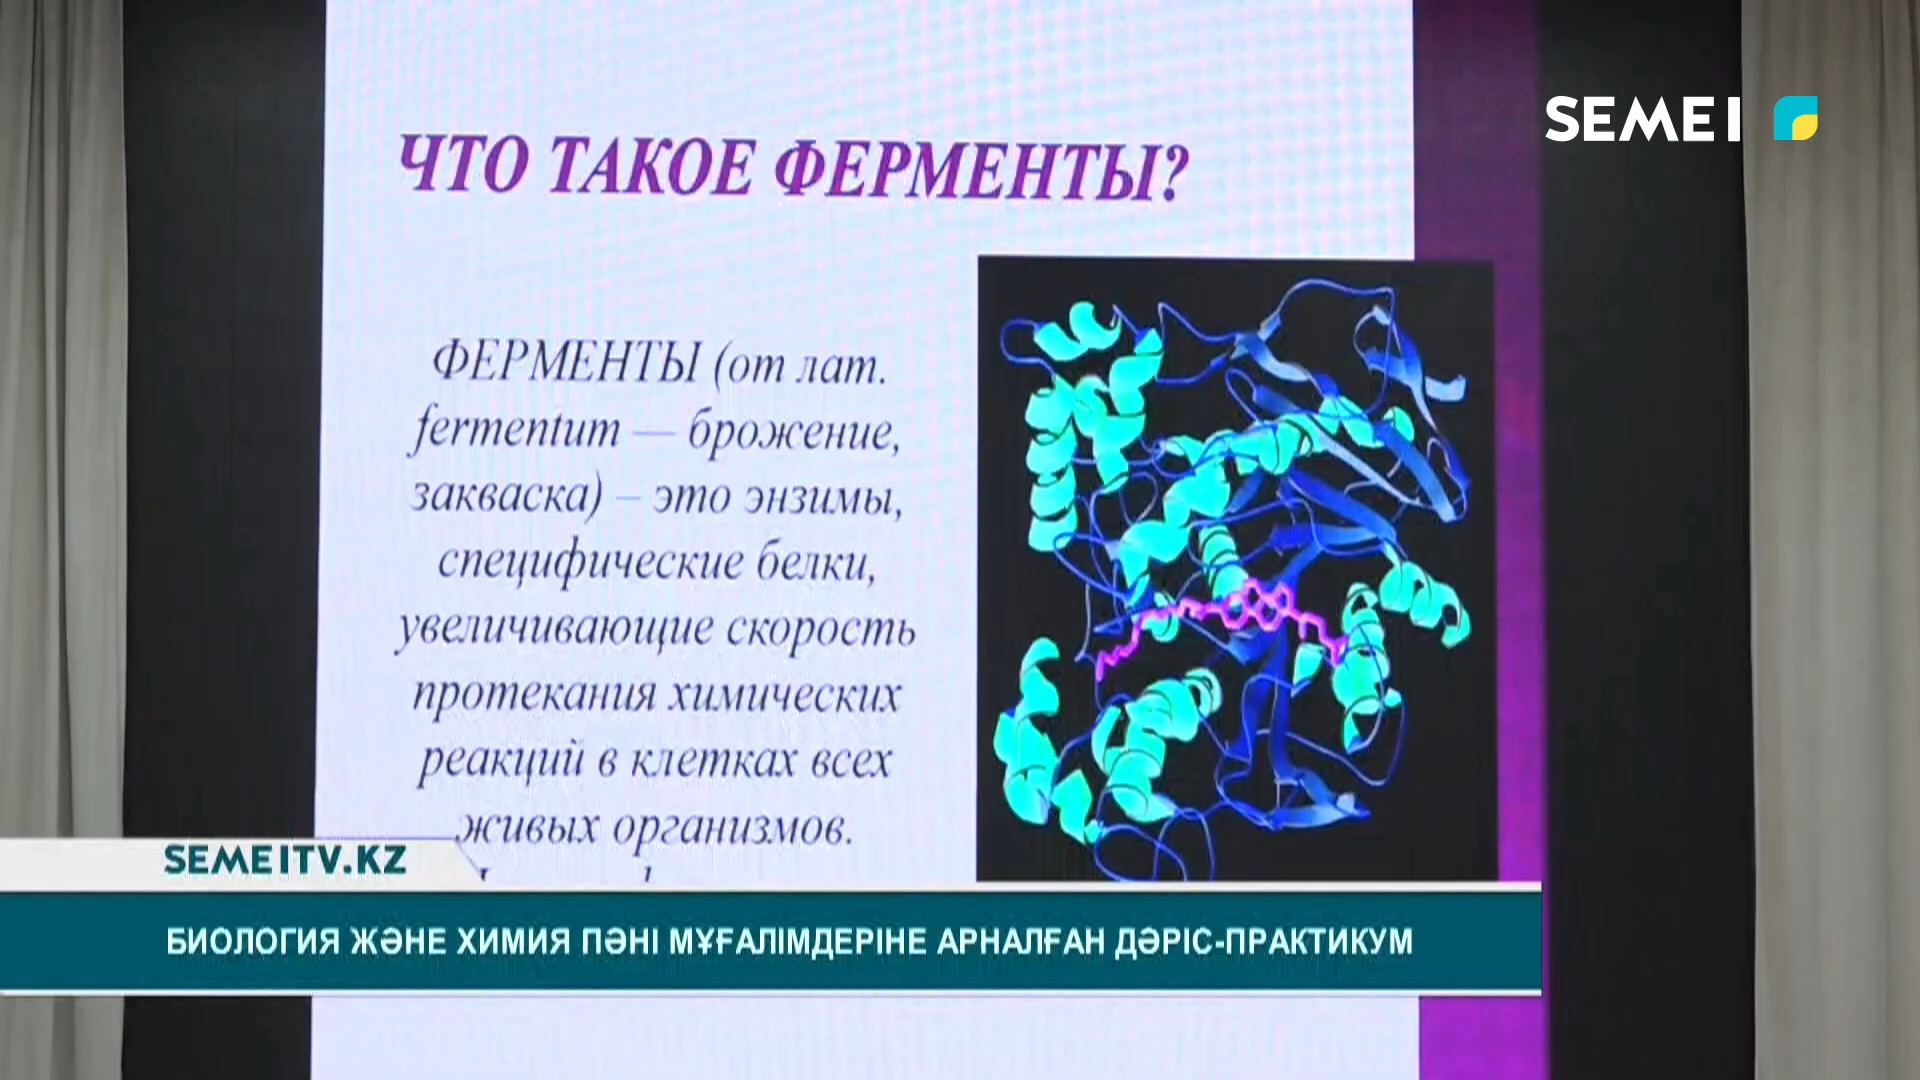 SEMEI
ЧТО ТАКОЕ ФЕРМЕНТЫ?
ФЕРМЕНТЫ (от лат.
fermentum — брожение,
закваска) – это энзимы,
специфические белки,
увеличивающие скорость
протекания химических
реакций в клетках всех
живых организмов.
SEMEITV.KZ
БИОЛОГИЯ ЖӘНЕ ХИМИЯ ПӘНІ МҰҒАЛІМДЕРІНЕ АРНАЛҒАН ДӘРІС-ПРАКТИКУМ